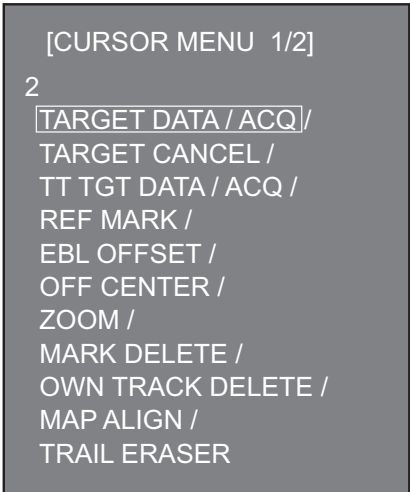 [CURSOR MENU 1/2]
2
TARGET DATA / ACQ /
TARGET CANCEL /
TT TGT DATA / ACQ /
REF MARK /
EBL OFFSET /
OFF CENTER /
ZOOM /
MARK DELETE /
OWN TRACK DELETE /
MAP ALIGN /
TRAIL ERASER